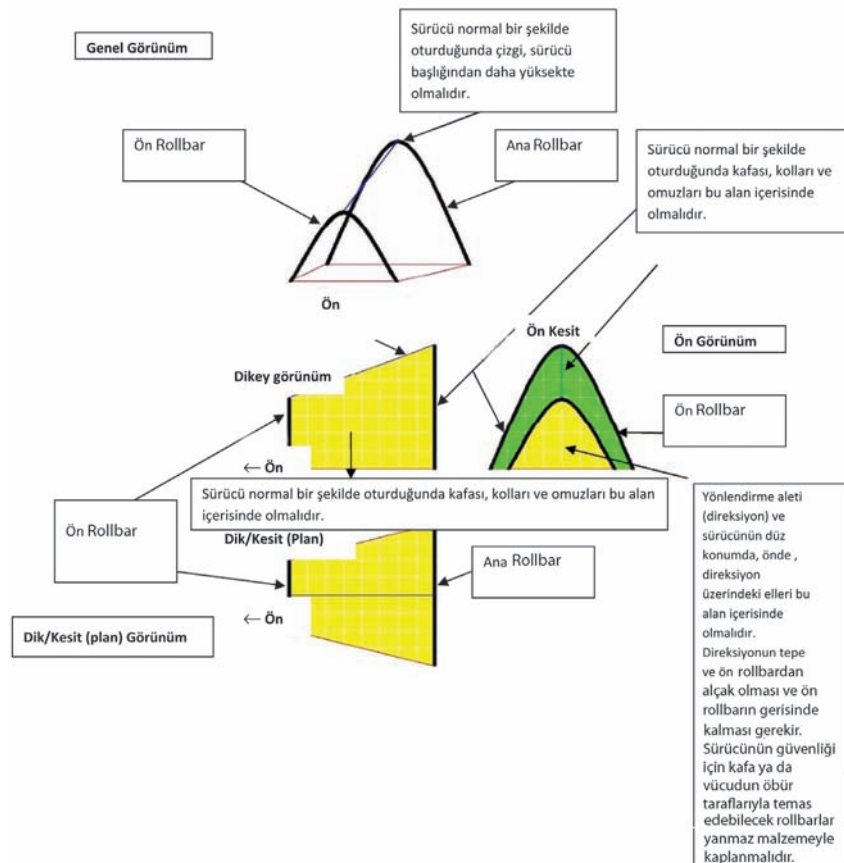 Genel Görünüm
Sürücü normal bir şekilde
oturduğunda çizgi, sürücü
başlığından daha yüksekte
olmalıdır.
Ön Rollbar
Ana Rollbar
Sürücü normal bir şekilde
oturduğunda kafası, kolları ve
omuzları bu alan içerisinde
olmalıdır.
Ön
Ön Kesit
Ön Görünüm
Dikey görünüm
Ön Rollbar
← Ön
Sürücü normal bir şekilde oturduğunda kafası, kolları ve omuzları bu alan
içerisinde olmalıdır.
Ön Rollbar
Dik/Kesit (Plan)
Ana Rollbar
← Ön
Dik/Kesit (plan) Görünüm
Yönlendirme aleti
(direksiyon) ve
sürücünün düz
konumda, önde ,
direksiyon
üzerindeki elleri bu
alan içerisinde
olmalıdır.
Direksiyonun tepe
ve ön rollbardan
alçak olması ve ön
rollbarın gerisinde
kalması gerekir.
Sürücünün güvenliği
için kafa ya da
vücudun öbür
taraflarıyla temas
edebilecek rollbarlar
yanmaz malzemeyle
kaplanmalıdır.